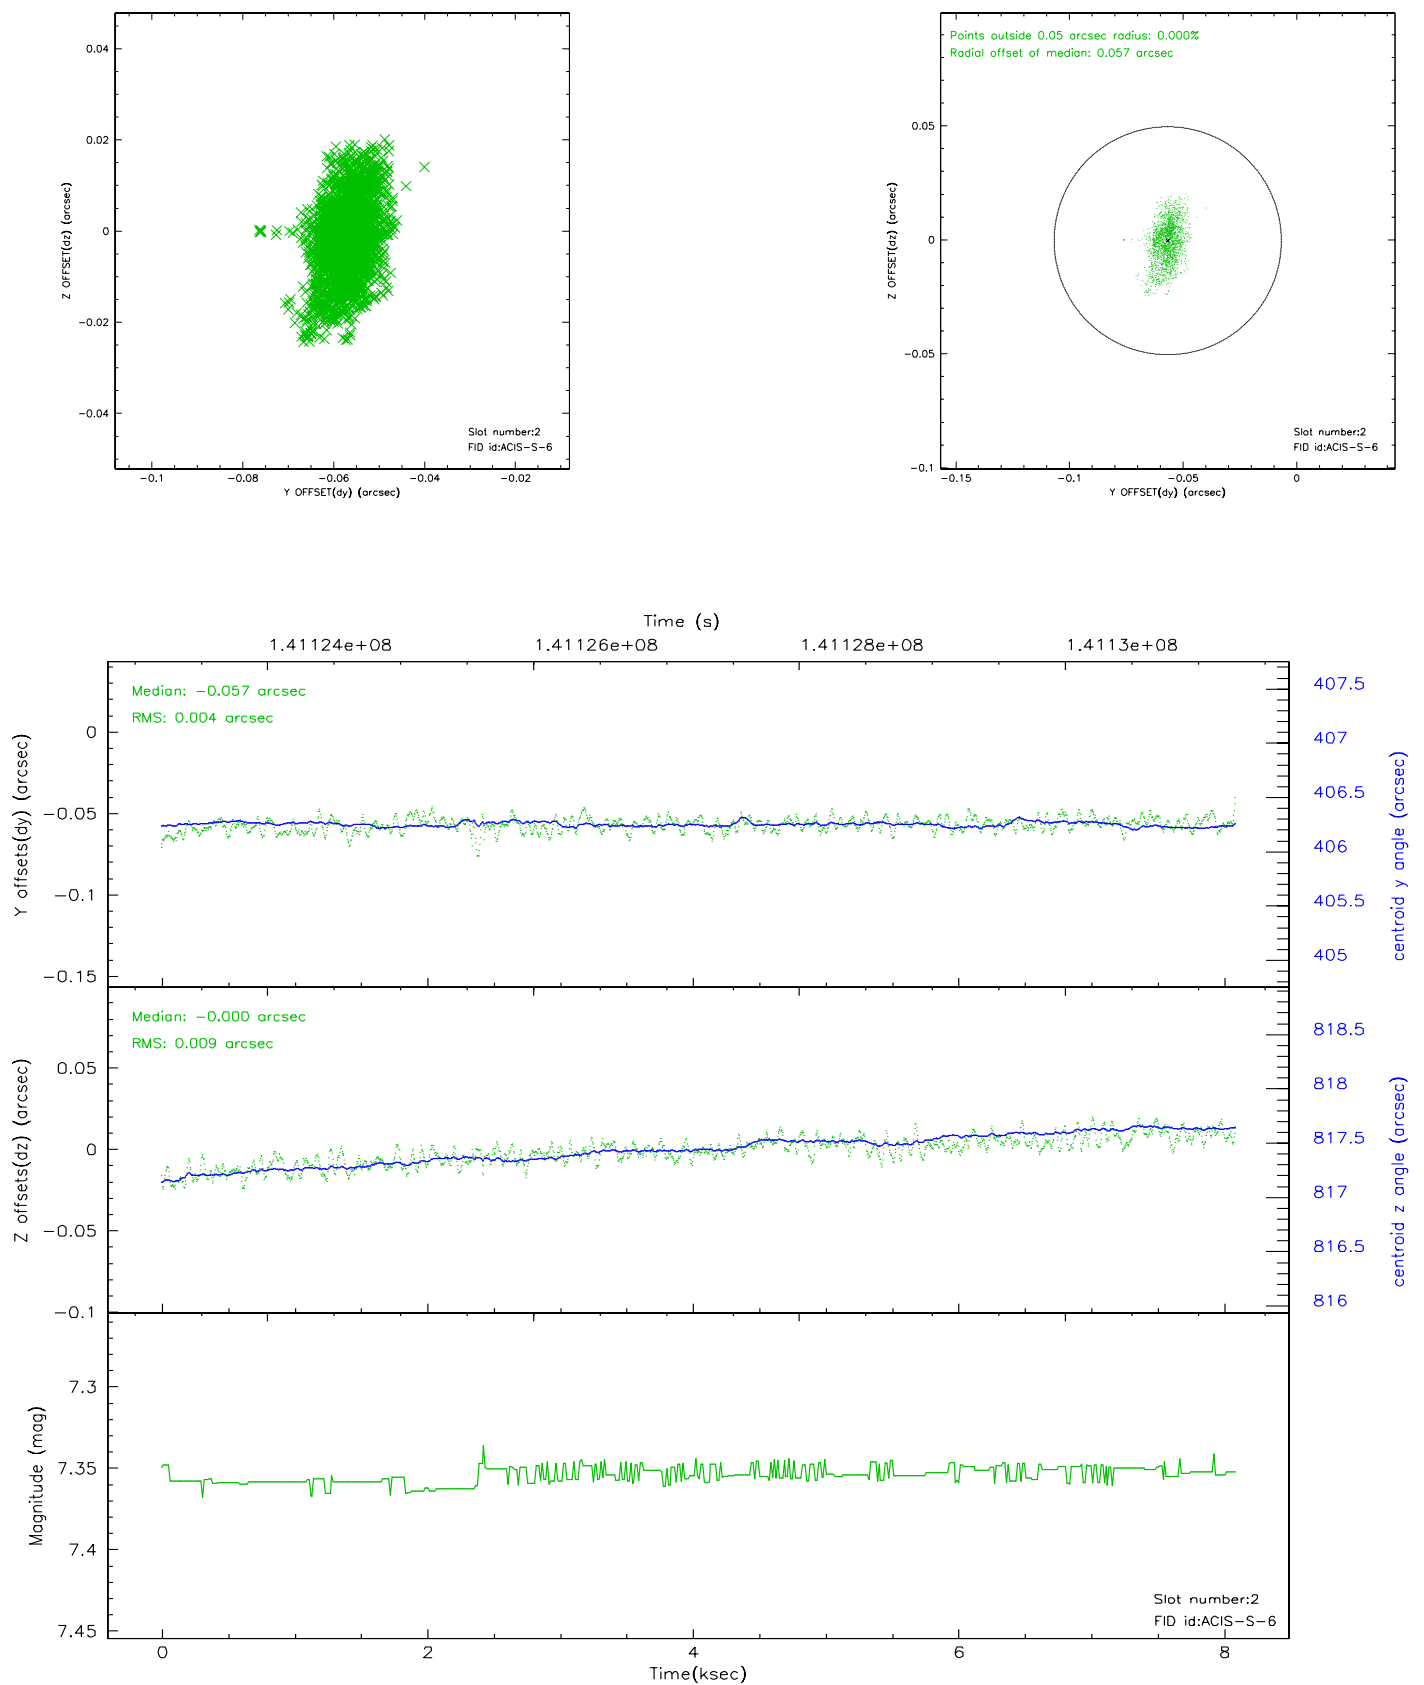 0.04
0.02
0
-0.02
-0.04
Z OFFSET(dz) (arcsec)
Slot number:2
FID id:ACIS-S-6
-0.1 -0.08 -0.06 -0.04 -0.02
Y OFFSET(dy) (arcsec)
Points outside 0.05 arcsec radius: 0.000%
Radial offset of median: 0.057 arcsec
0.05
0
-0.05
-0.1
Z OFFSET(dz) (arcsec)
Slot number:2
FID id:ACIS-S-6
-0.15 -0.1 -0.05 0
Y OFFSET(dy) (arcsec)
Time (s)
1.41124e+08 1.41126e+08 1.41128e+08 1.4113e+08
Median: -0.057 arcsec
RMS: 0.004 arcsec
0
-0.05
-0.1
-0.15
Y offsets(dy) (arcsec)
407.5
407
406.5
406
405.5
405
centroid y angle (arcsec)
Median: -0.000 arcsec
RMS: 0.009 arcsec
0.05
0
-0.05
-0.1
Z offsets(dz) (arcsec)
818.5
818
817.5
817
816.5
816
centroid z angle (arcsec)
7.3
7.35
7.4
7.45
Magnitude (mag)
Slot number:2
FID id:ACIS-S-6
0 2 4 6 8
Time(ksec)